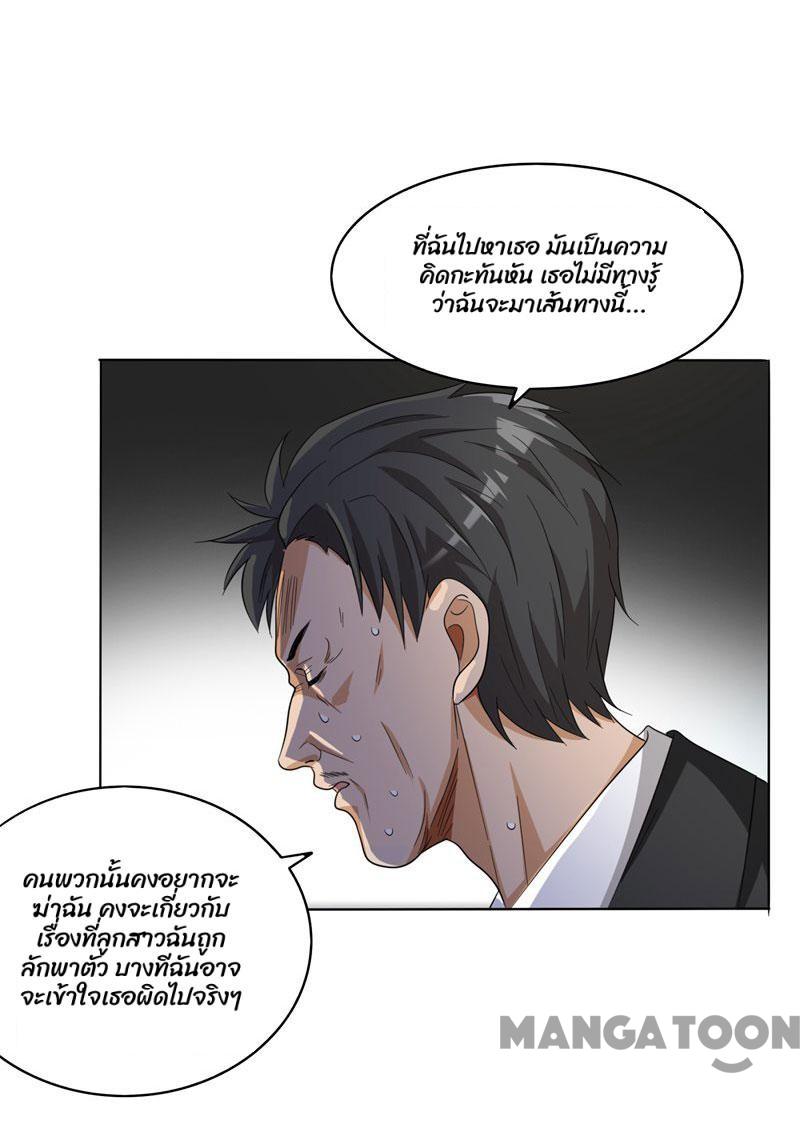 ที่ฉันไปหาเธอ มันเป็นความ
คิดกะทันหัน เธอไม่มีทางรู้
ว่าฉันจะมาเส้นทางนี้...
คนพวกนั้นคงอยากจะ
ฆ่าฉัน คงจะเกี่ยวกับ
เรื่องที่ลูกสาวฉันถูก
ลักพาตัว บางทีฉันอาจ
จะเข้าใจเธอผิดไปจริงๆ
MANGATOON